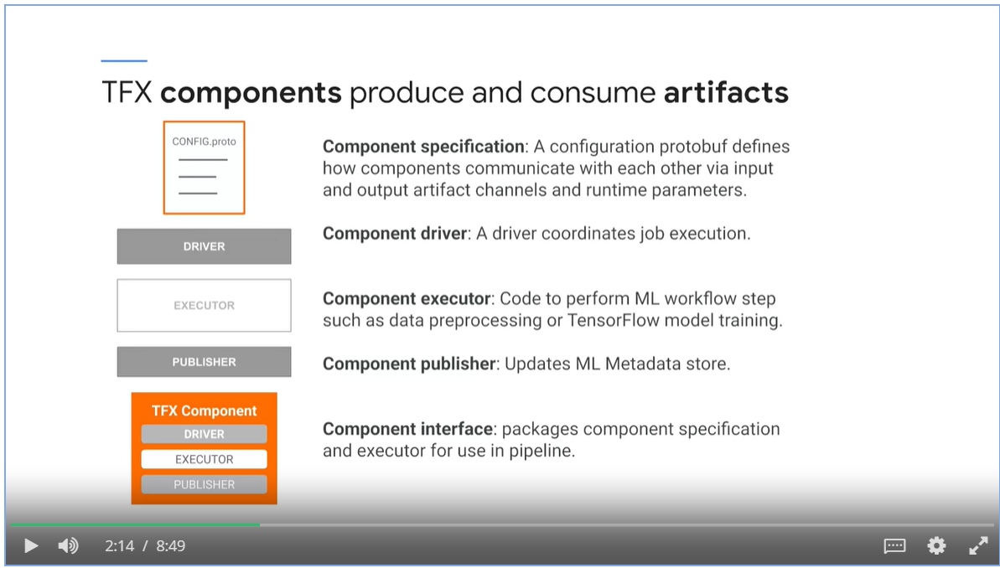 TFX components produce and consume artifacts
CONFIG.proto
Component specification: A configuration protobuf defines
how components communicate with each other via input
and output artifact channels and runtime parameters.
DRIVER
Component driver: A driver coordinates job execution.
EXECUTOR
Component executor: Code to perform ML workflow step
such as data preprocessing or TensorFlow model training.
PUBLISHER
Component publisher: Updates ML Metadata store.
TFX Component
DRIVER
EXECUTOR
PUBLISHER
Component interface: packages component specification
and executor for use in pipeline.
2:14 / 8:49